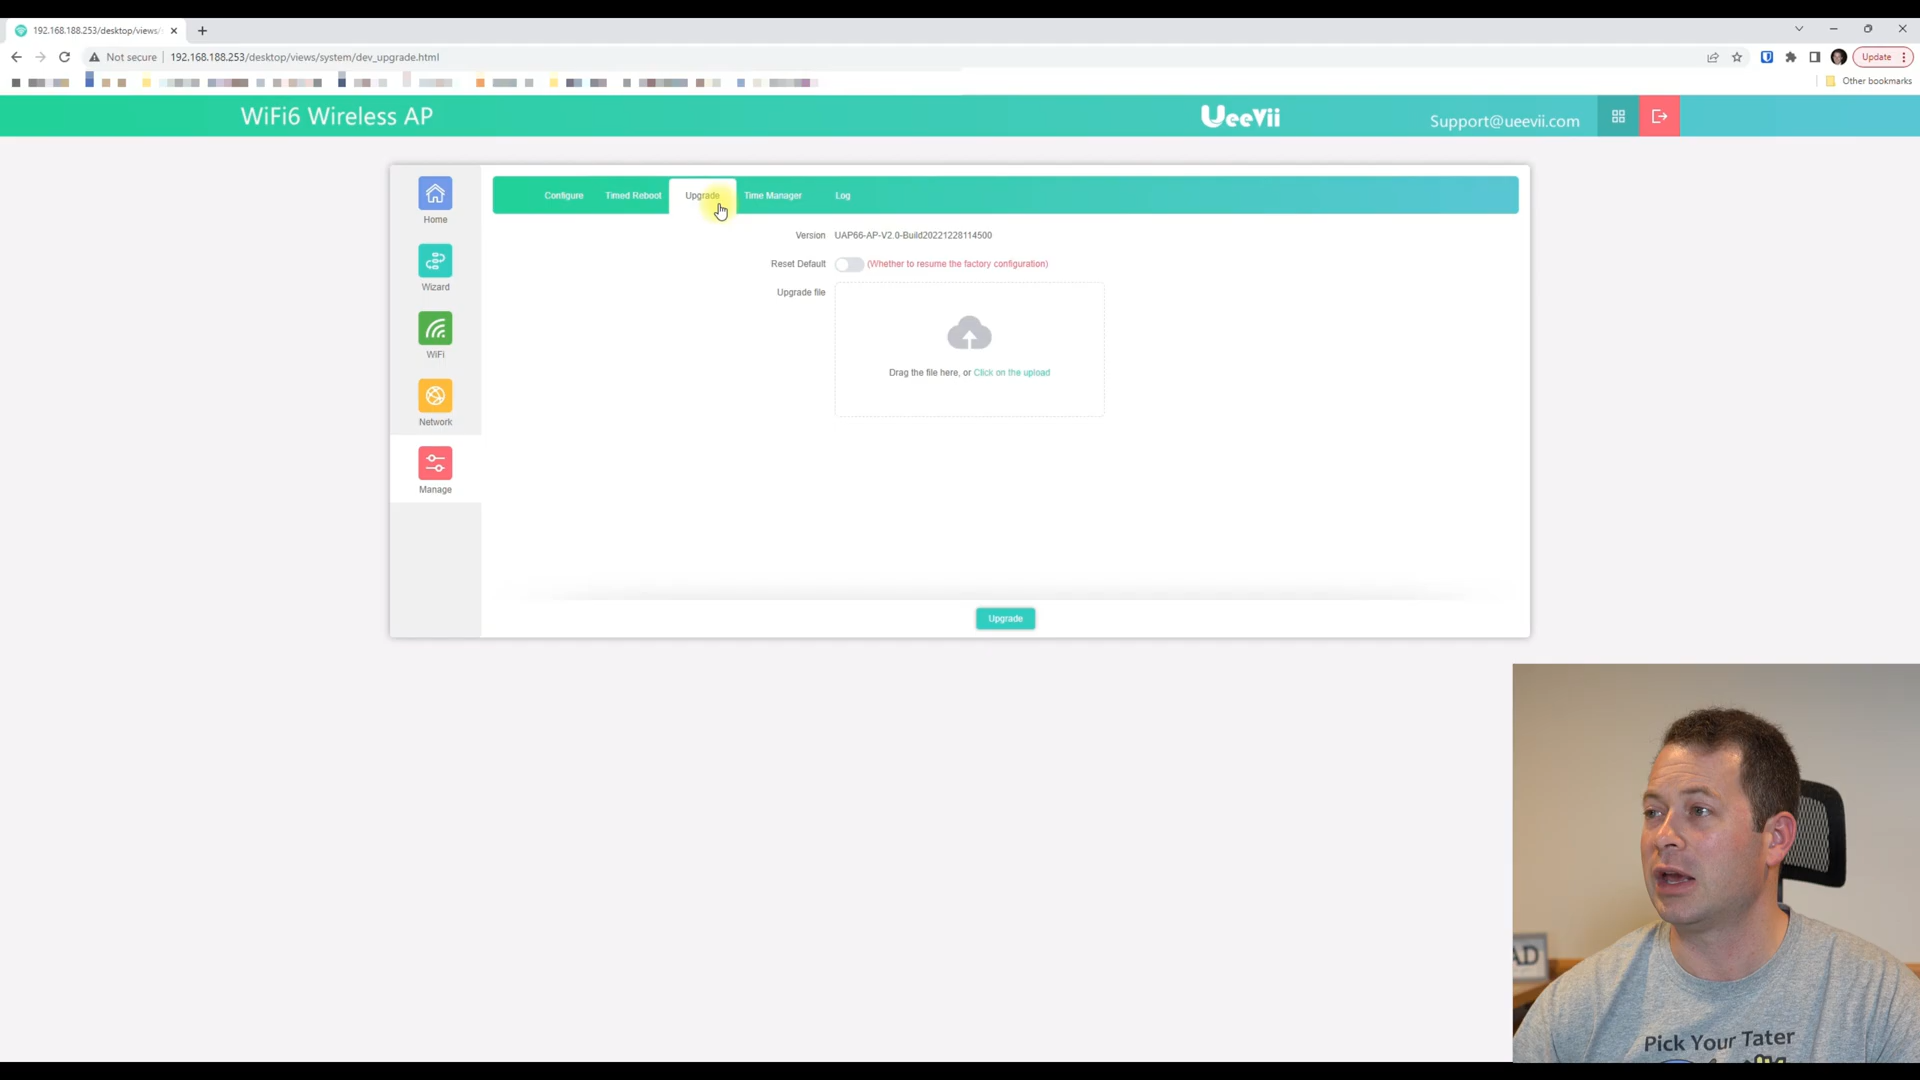 192.168.188.253/desktop/views/
Not secure
192.168.188.253/desktop/views/system/dev_upgrade.html
Update
Other bookmarks
WiFi6 Wireless AP
UeeVii
Support@ueevii.com
Home
Wizard
WiFi
Network
Manage
Configure
Timed Reboot
Upgrade
Time Manager
Log
Version UAP66-AP-V2.0-Build20221228114500
Reset Default (Whether to resume the factory configuration)
Upgrade file
Drag the file here, or Click on the upload
Upgrade
AD
Pick Your Tater